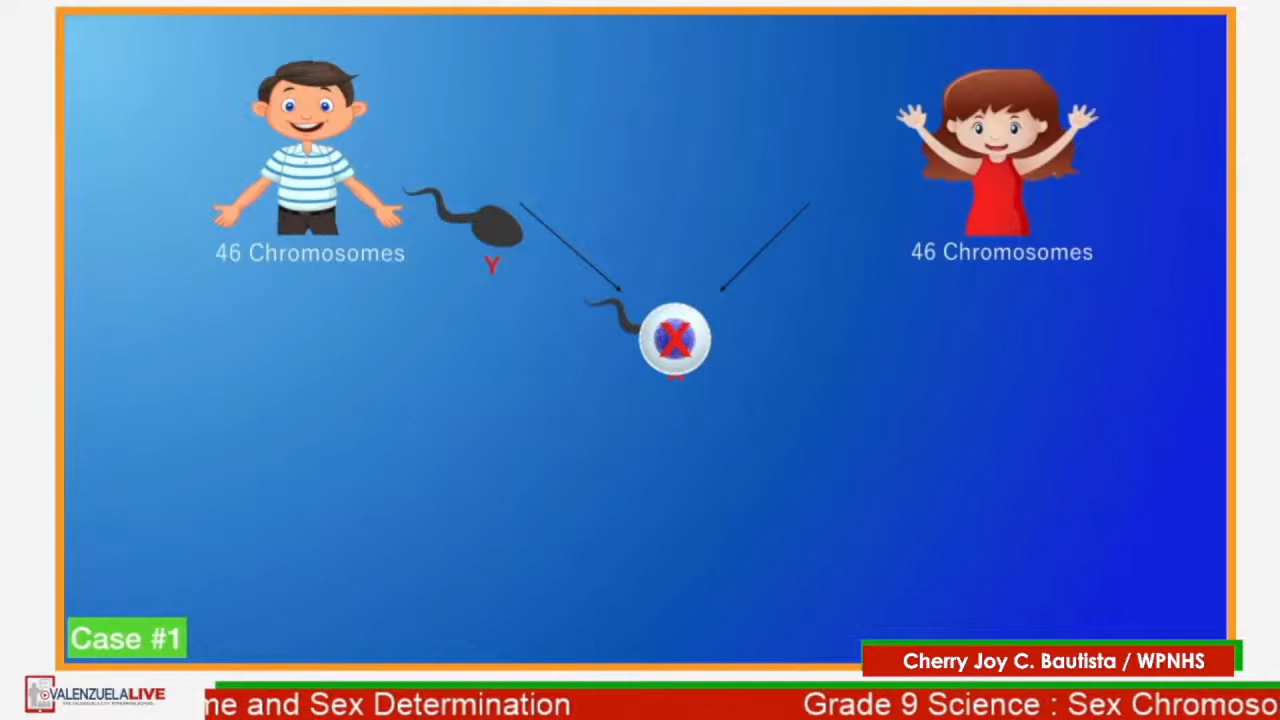 46 Chromosomes
46 Chromosomes
Y
X
Case #1
Cherry Joy C. Bautista / WPNHS
VALENZUELALIVE
me and Sex Determination
Grade 9 Science : Sex Chromoso